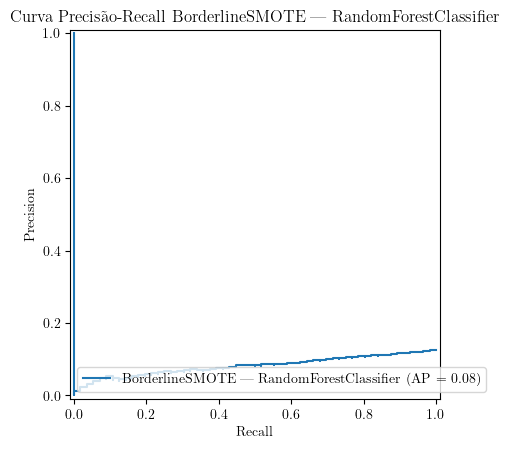 Curva Precisão-Recall BorderlineSMOTE — RandomForestClassifier
1.0
0.8
0.6
0.4
0.2
0.0
Precision
BorderlineSMOTE — RandomForestClassifier (AP = 0.08)
0.0 0.2 0.4 0.6 0.8 1.0
Recall